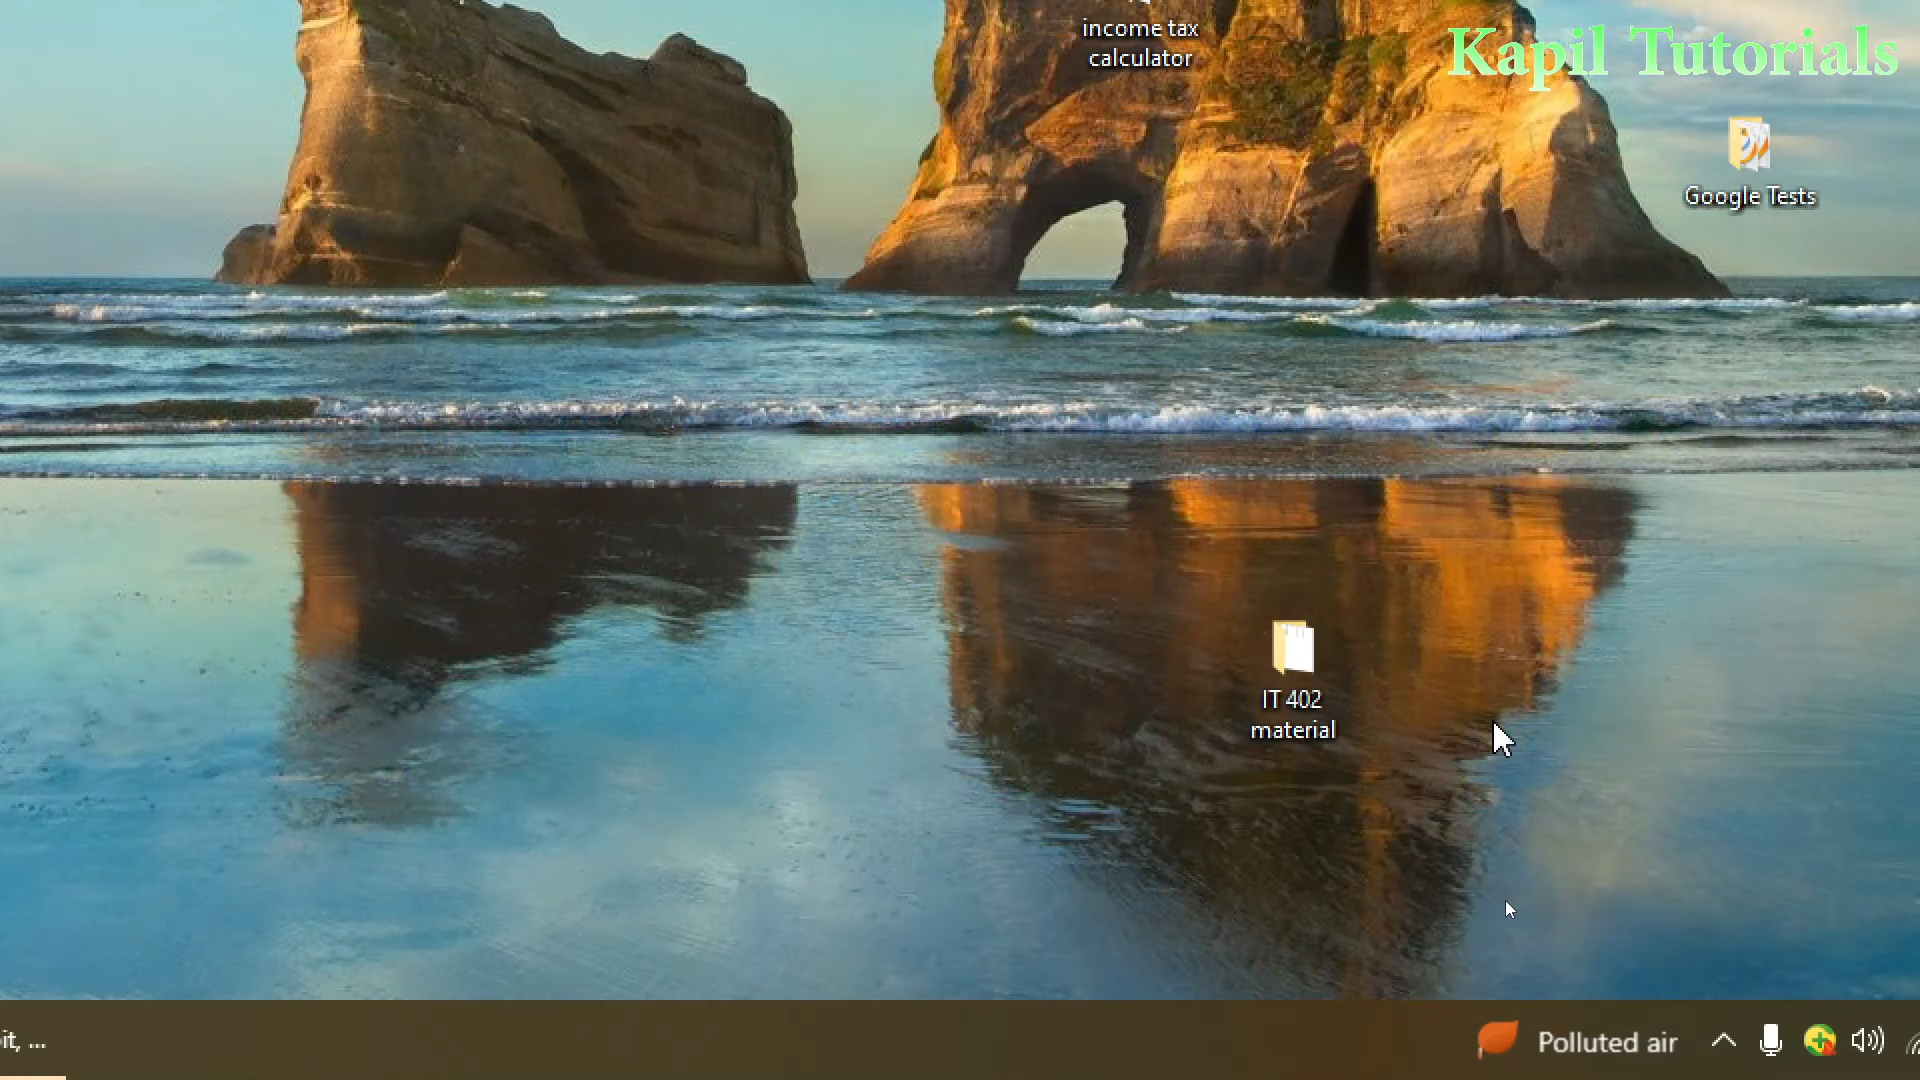 income tax
calculator
Kapil Tutorials
Google Tests
IT 402
material
it, ...
Polluted air